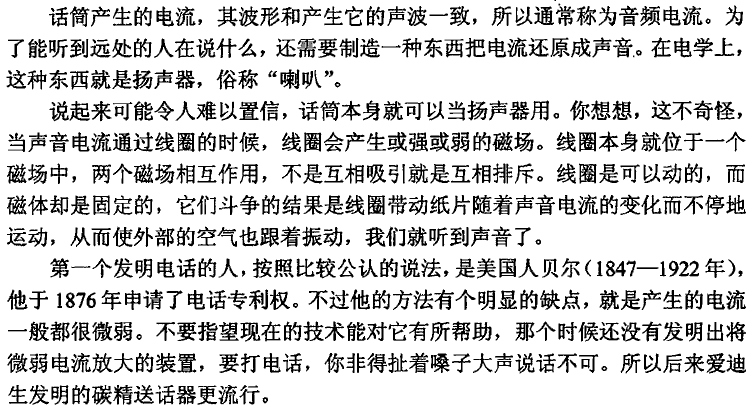 话筒产生的电流，其波形和产生它的声波一致，所以通常称为音频电流。为
了能听到远处的人在说什么，还需要制造一种东西把电流还原成声音。在电学上，
这种东西就是扬声器，俗称“喇叭”。
说起来可能令人难以置信，话筒本身就可以当扬声器用。你想想，这不奇怪，
当声音电流通过线圈的时候，线圈会产生或强或弱的磁场。线圈本身就位于一个
磁场中，两个磁场相互作用，不是互相吸引就是互相排斥。线圈是可以动的，而
磁体却是固定的，它们斗争的结果是线圈带动纸片随着声音电流的变化而不停地
运动，从而使外部的空气也跟着振动，我们就听到声音了。
第一个发明电话的人，按照比较公认的说法，是美国人贝尔（1847—1922 年），
他于 1876 年申请了电话专利权。不过他的方法有个明显的缺点，就是产生的电流
一般都很微弱。不要指望现在的技术能对它有所帮助，那个时候还没有发明出将
微弱电流放大的装置，要打电话，你非得扯着嗓子大声说话不可。所以后来爱迪
生发明的碳精送话器更流行。